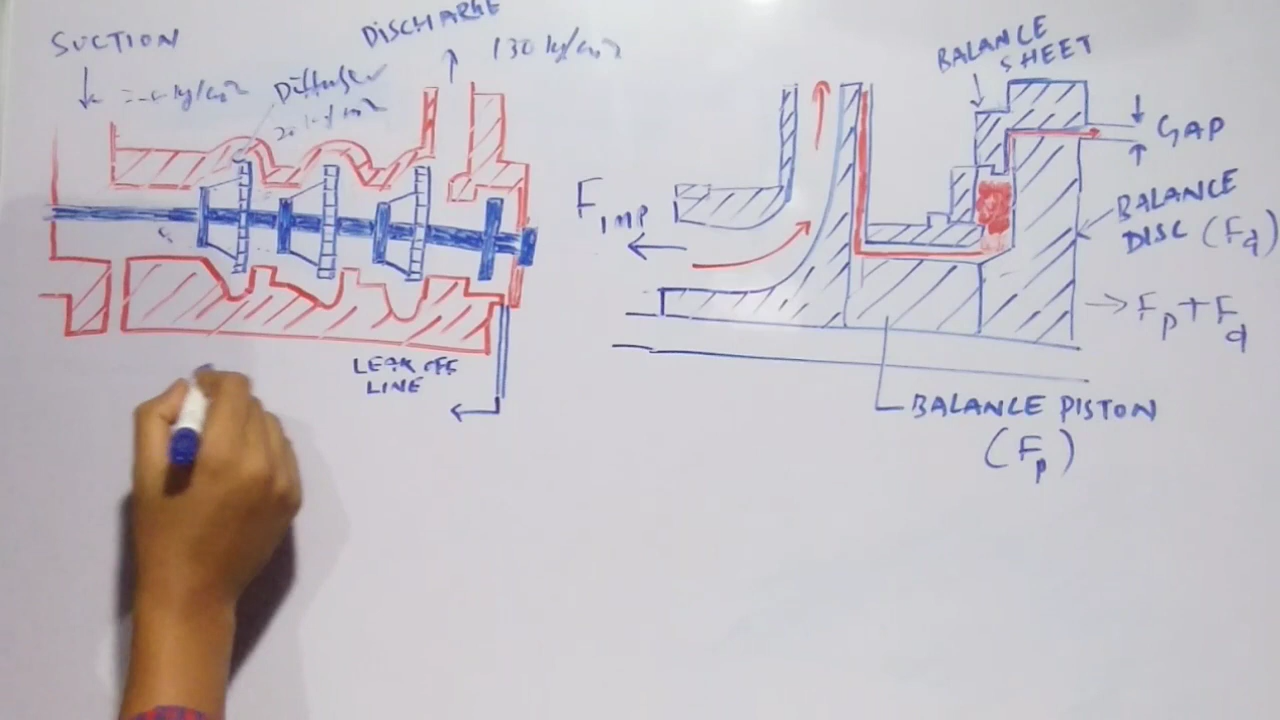 SUCTION
DISCHARGE
130 kg/cm2
Diffuser
LEAK OFF
LINE
BALANCE
SHEET
GAP
BALANCE
DISC (Fd)
F IMP
Fp + Fd
BALANCE PISTON
(Fp)